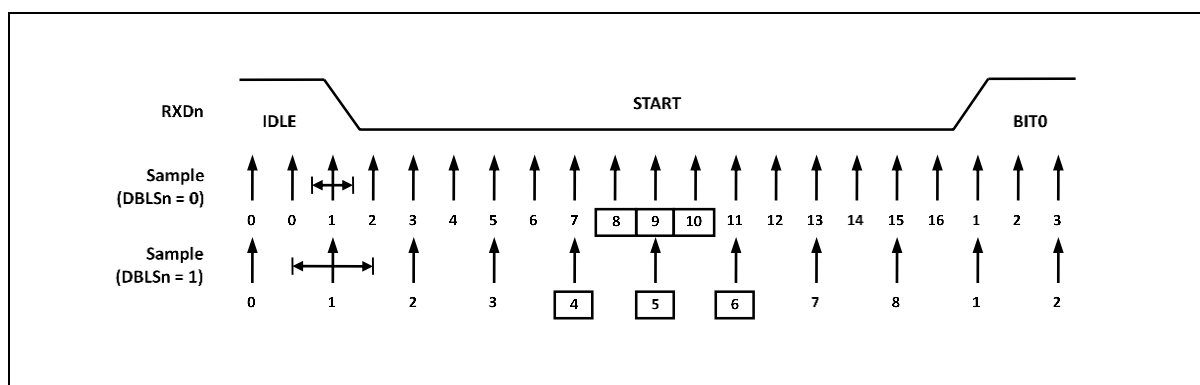 RXDn
IDLE
START
BIT0
Sample
(DBLSn = 0)
0 0 1 2 3 4 5 6 7 8 9 10 11 12 13 14 15 16 1 2 3
Sample
(DBLSn = 1)
0 1 2 3 4 5 6 7 8 1 2